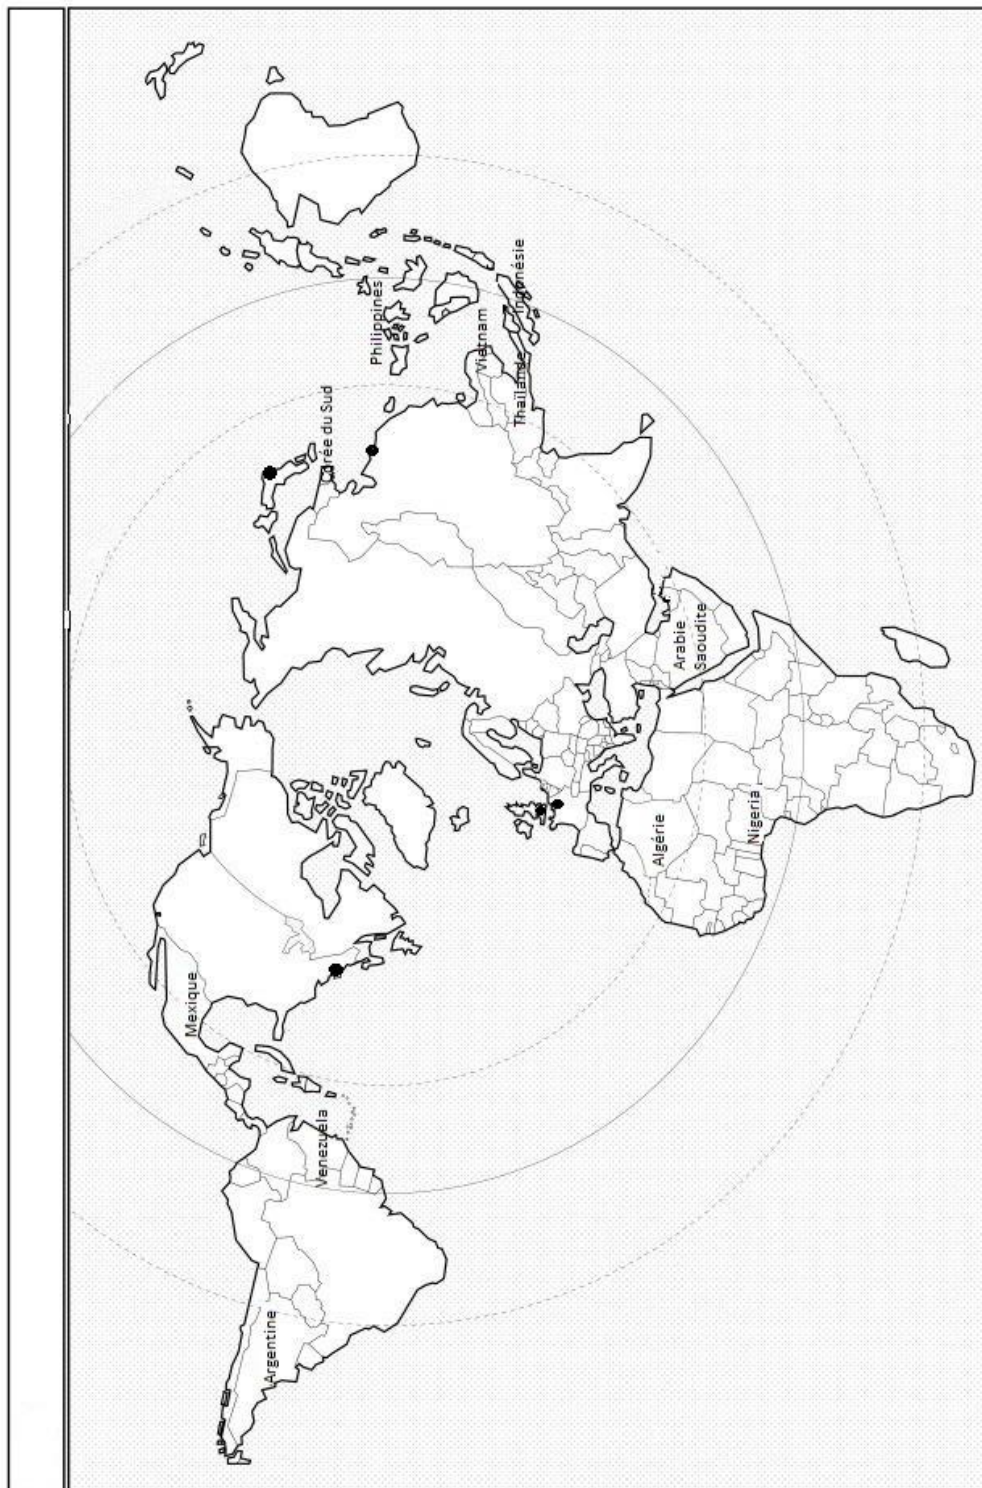 Philippines
Indonésie
Vietnam
Thaïlande
Corée du Sud
Arabie
Saoudite
Algérie
Nigeria
Mexique
Venezuela
Argentine